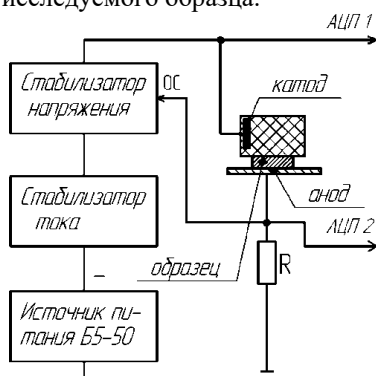 исследуемого образца.
АЦП 1
Стабилизатор
напряжения
ОС
катод
Стабилизатор
тока
анод
АЦП 2
образец
R
–
Источник пи-
тания Б5-50